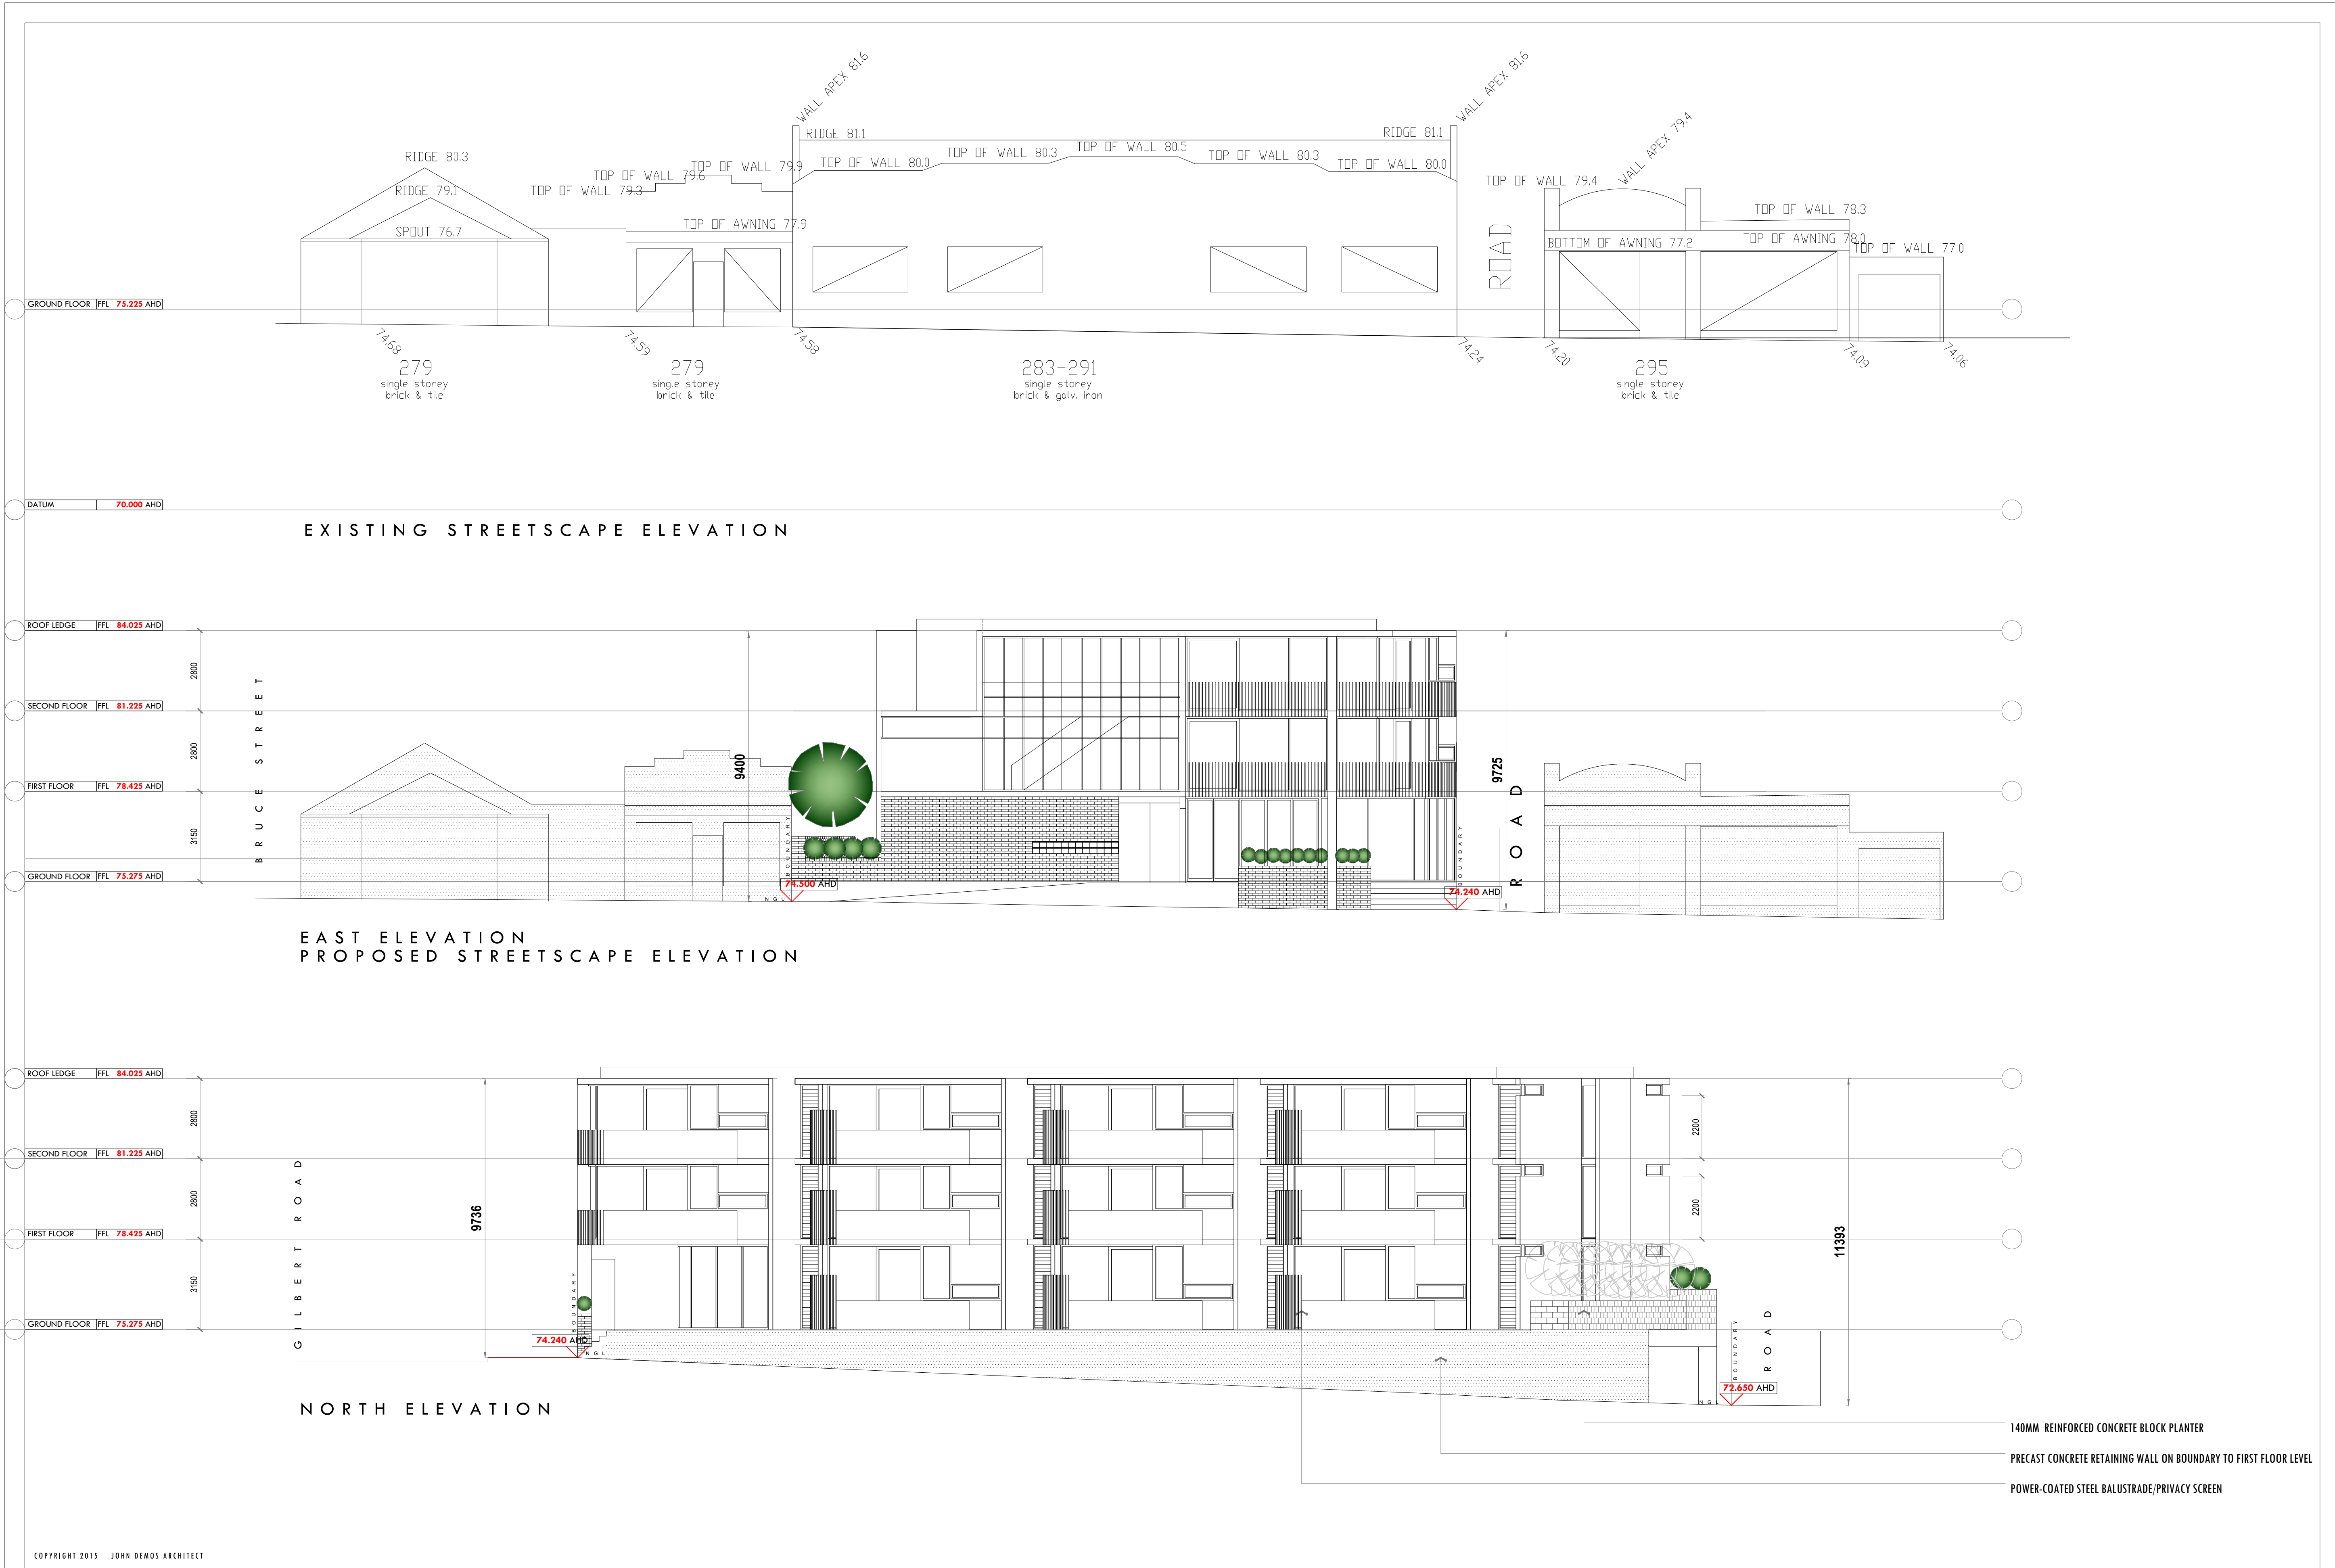 WALL APEX 81.6
WALL APEX 81.6
RIDGE 81.1
RIDGE 81.1
WALL APEX 79.4
RIDGE 80.3
TOP OF WALL 79.9
TOP OF WALL 80.0
TOP OF WALL 80.3
TOP OF WALL 80.5
TOP OF WALL 80.3
TOP OF WALL 80.0
TOP OF WALL 79.6
TOP OF WALL 79.4
RIDGE 79.1
TOP OF WALL 79.3
TOP OF WALL 78.3
SPOUT 76.7
TOP OF AWNING 77.9
ROAD
BOTTOM OF AWNING 77.2
TOP OF AWNING 78.0
TOP OF WALL 77.0
GROUND FLOOR FFL 75.225 AHD
74.68
74.59
74.58
74.24
74.20
74.09
74.06
279
single storey
brick & tile
279
single storey
brick & tile
283-291
single storey
brick & galv. iron
295
single storey
brick & tile
DATUM 70.000 AHD
EXISTING STREETSCAPE ELEVATION
ROOF LEDGE FFL 84.025 AHD
2800
SECOND FLOOR FFL 81.225 AHD
2800
FIRST FLOOR FFL 78.425 AHD
3150
GROUND FLOOR FFL 75.275 AHD
BRUCE STREET
9400
9725
ROAD
BOUNDARY
BOUNDARY
74.500 AHD
74.240 AHD
NGL
EAST ELEVATION
PROPOSED STREETSCAPE ELEVATION
ROOF LEDGE FFL 84.025 AHD
2800
SECOND FLOOR FFL 81.225 AHD
2800
FIRST FLOOR FFL 78.425 AHD
3150
GROUND FLOOR FFL 75.275 AHD
GILBERT ROAD
9736
2200
2200
11393
BOUNDARY
74.240 AHD
NGL
BOUNDARY
ROAD
72.650 AHD
NG
NORTH ELEVATION
140MM REINFORCED CONCRETE BLOCK PLANTER
PRECAST CONCRETE RETAINING WALL ON BOUNDARY TO FIRST FLOOR LEVEL
POWER-COATED STEEL BALUSTRADE/PRIVACY SCREEN
COPYRIGHT 2015 JOHN DEMOS ARCHITECT